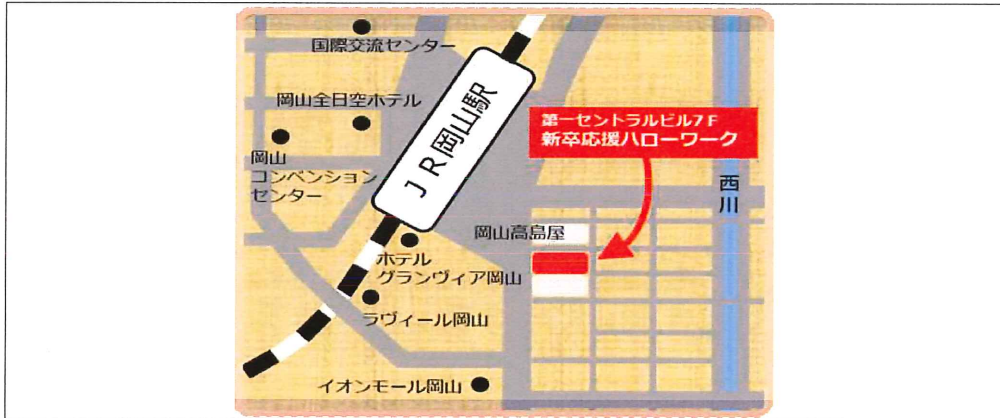 国際交流センター
岡山全日空ホテル
岡山
コンベンション
センター
JR岡山駅
第一セントラルビル7F
新卒応援ハローワーク
西川
岡山高島屋
ホテル
グランヴィア岡山
ラヴィール岡山
イオンモール岡山